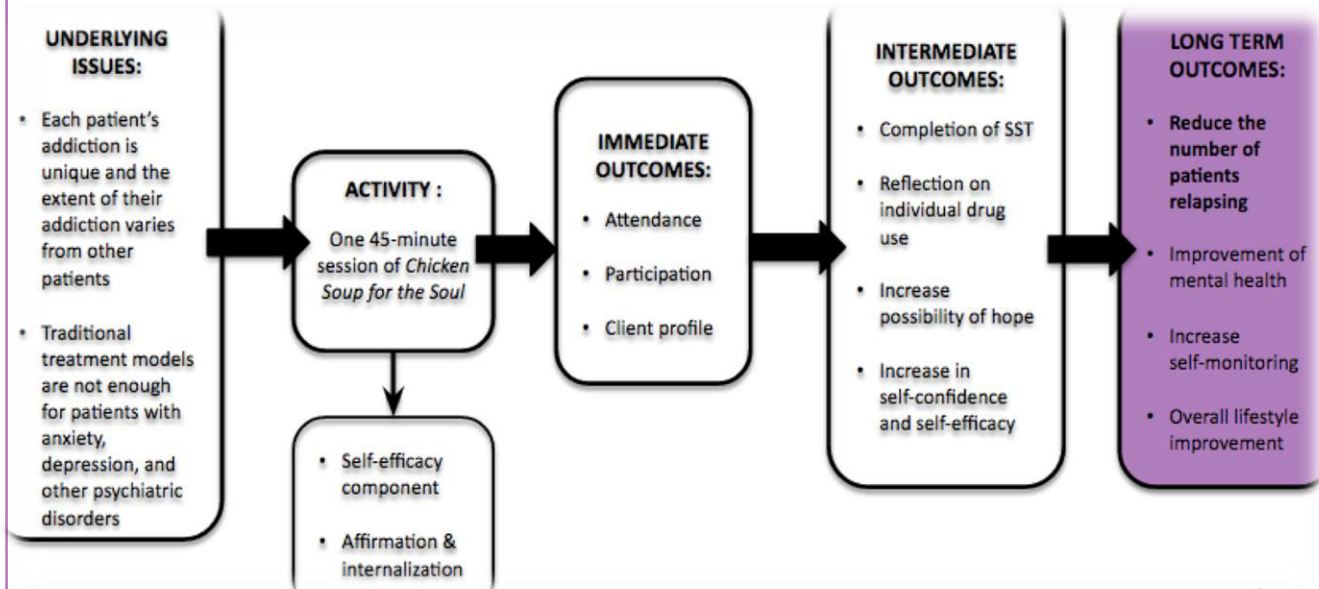 UNDERLYING
ISSUES:
• Each patient's
addiction is
unique and the
extent of their
addiction varies
from other
patients
• Traditional
treatment models
are not enough
for patients with
anxiety,
depression, and
other psychiatric
disorders
ACTIVITY :
One 45-minute
session of Chicken
Soup for the Soul
• Self-efficacy
component
• Affirmation &
internalization
IMMEDIATE
OUTCOMES:
• Attendance
• Participation
• Client profile
INTERMEDIATE
OUTCOMES:
• Completion of SST
• Reflection on
individual drug
use
• Increase
possibility of hope
• Increase in
self-confidence
and self-efficacy
LONG TERM
OUTCOMES:
• Reduce the
number of
patients
relapsing
• Improvement of
mental health
• Increase
self-monitoring
• Overall lifestyle
improvement